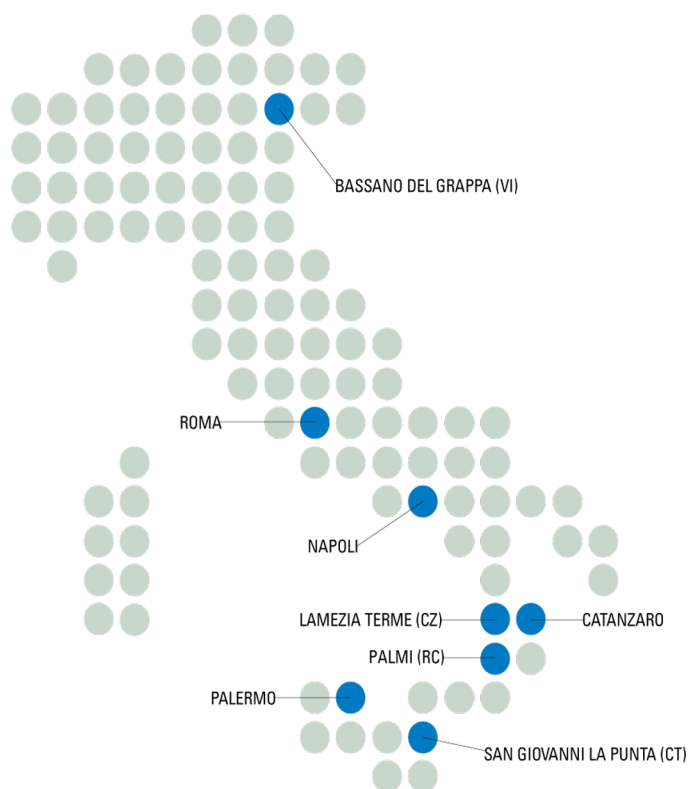 BASSANO DEL GRAPPA (VI)
ROMA
NAPOLI
LAMEZIA TERME (CZ)
CATANZARO
PALMI (RC)
PALERMO
SAN GIOVANNI LA PUNTA (CT)